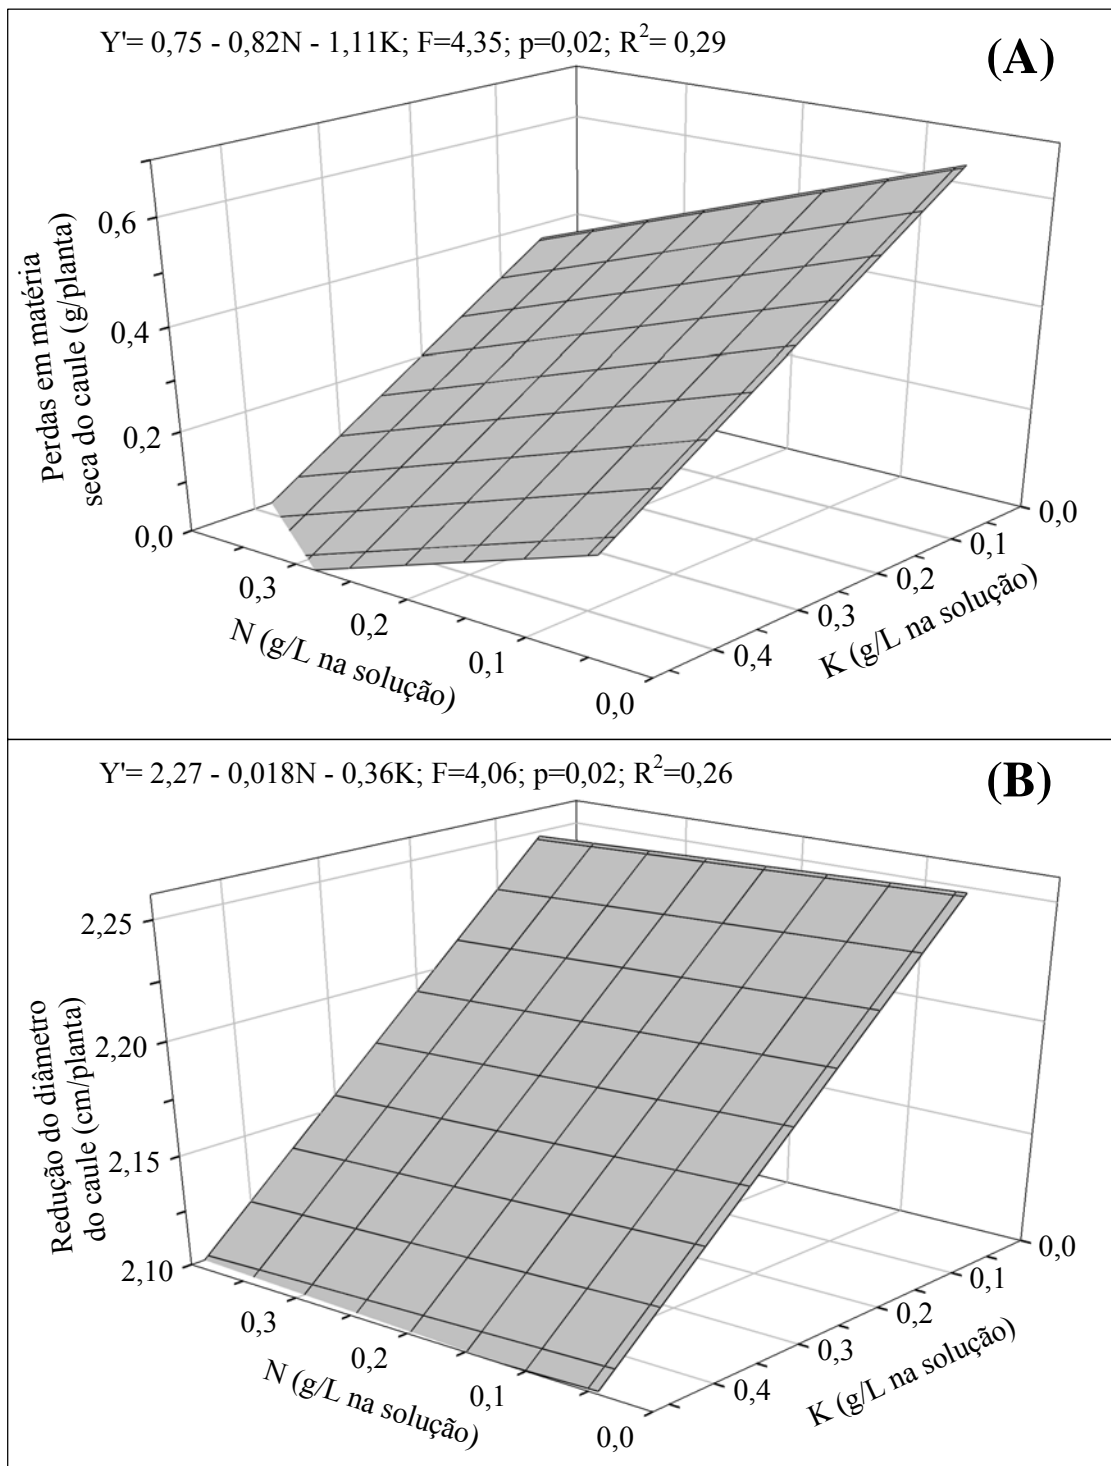 Y'= 0,75 - 0,82N - 1,11K; F=4,35; p=0,02; R²= 0,29
(A)
Perdas em matéria
seca do caule (g/planta)
0,6
0,4
0,2
0,0
0,3
0,2
0,1
0,0
N (g/L na solução)
0,4
0,3
0,2
0,1
0,0
K (g/L na solução)
Y'= 2,27 - 0,018N - 0,36K; F=4,06; p=0,02; R²=0,26
(B)
Redução do diâmetro
do caule (cm/planta)
2,25
2,20
2,15
2,10
0,3
0,2
0,1
0,0
N (g/L na solução)
0,4
0,3
0,2
0,1
0,0
K (g/L na solução)